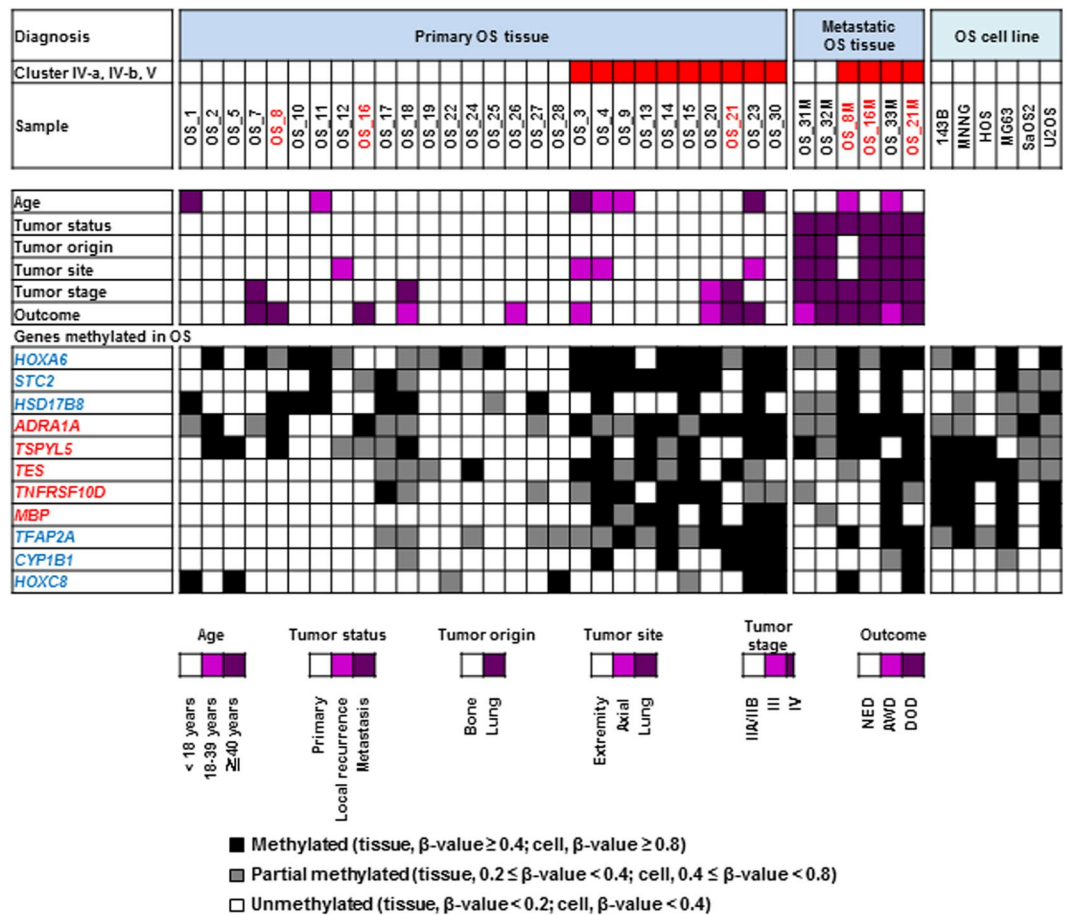 Diagnosis
Primary OS tissue
Metastatic
OS tissue
OS cell line
Cluster IV-a, IV-b, V
Sample
OS_1
OS_2
OS_5
OS_7
OS_8
OS_10
OS_11
OS_12
OS_16
OS_17
OS_18
OS_19
OS_22
OS_24
OS_25
OS_26
OS_27
OS_28
OS_3
OS_4
OS_9
OS_13
OS_14
OS_15
OS_20
OS_21
OS_23
OS_30
OS_31M
OS_32M
OS_8M
OS_16M
OS_33M
OS_21M
143B
MNNG
HOS
MG63
SaOS2
U2OS
Age
Tumor status
Tumor origin
Tumor site
Tumor stage
Outcome
Genes methylated in OS
HOXA6
STC2
HSD17B8
ADRA1A
TSPYL5
TES
TNFRSF10D
MBP
TFAP2A
CYP1B1
HOXC8
Age
Tumor status
Tumor origin
Tumor site
Tumor
stage
Outcome
< 18 years
18-39 years
≧40 years
Primary
Local recurrence
Metastasis
Bone
Lung
Extremity
Axial
Lung
IIA/IIB
III
IV
NED
AWD
DOD
Methylated (tissue, β-value ≥ 0.4; cell, β-value ≥ 0.8)
Partial methylated (tissue, 0.2 ≤ β-value < 0.4; cell, 0.4 ≤ β-value < 0.8)
Unmethylated (tissue, β-value < 0.2; cell, β-value < 0.4)